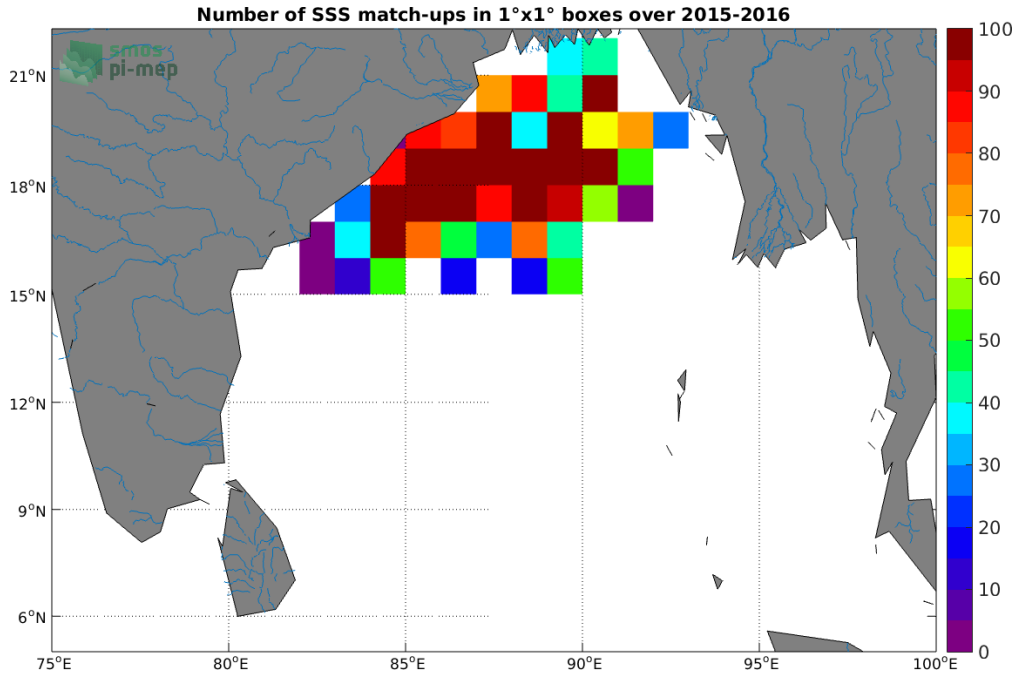 Number of SSS match-ups in 1°x1° boxes over 2015-2016
smos
pi-mep
21°N
18°N
15°N
12°N
9°N
6°N
75°E
80°E
85°E
90°E
95°E
100°E
100
90
80
70
60
50
40
30
20
10
0